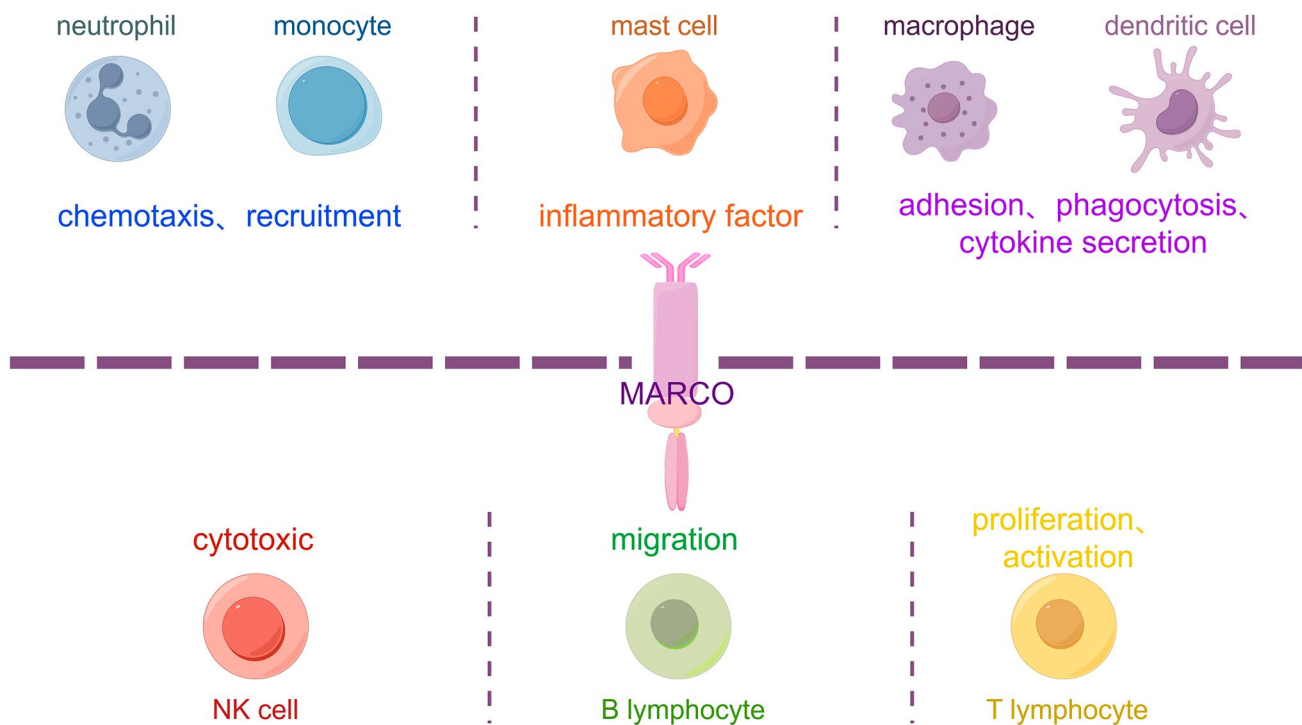 neutrophil
monocyte
mast cell
macrophage
dendritic cell
chemotaxis、recruitment
inflammatory factor
adhesion、phagocytosis、
cytokine secretion
MARCO
cytotoxic
migration
proliferation、
activation
NK cell
B lymphocyte
T lymphocyte